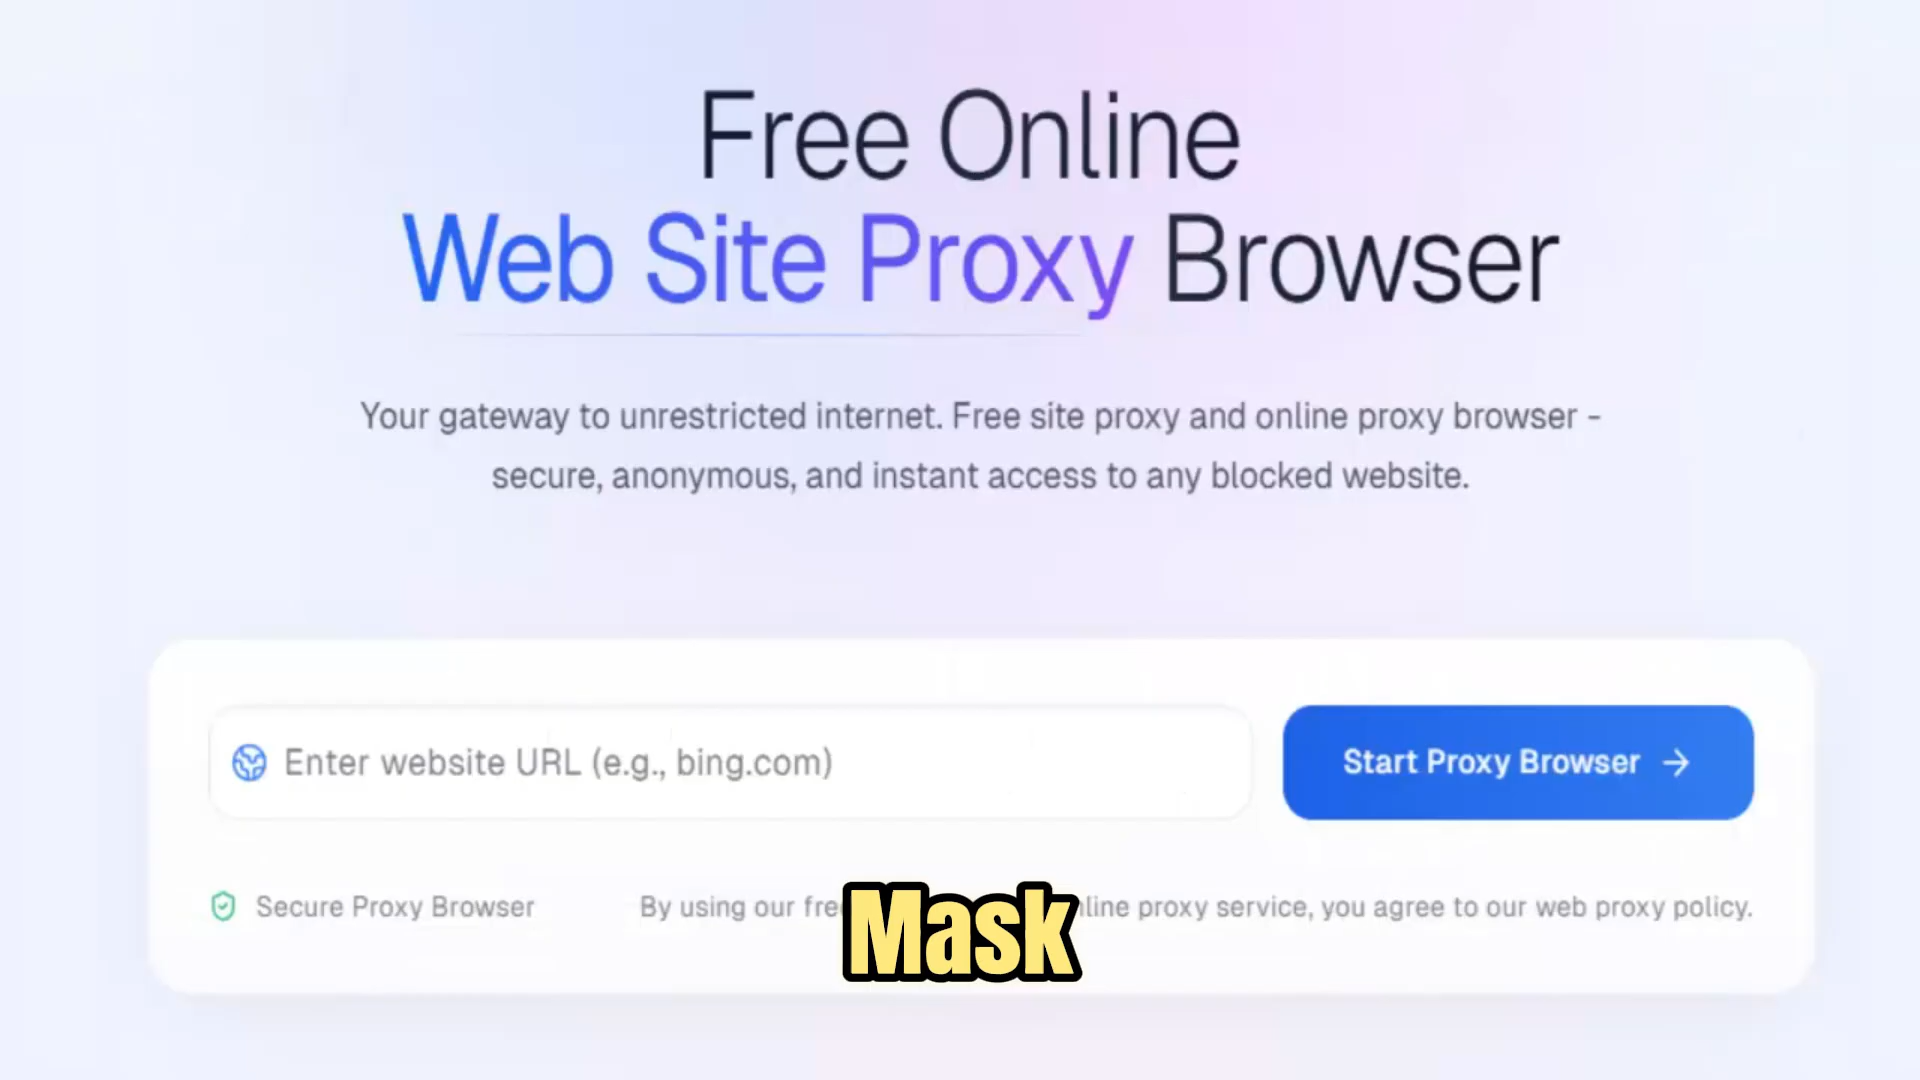 Free Online
Web Site Proxy Browser
Your gateway to unrestricted internet. Free site proxy and online proxy browser -
secure, anonymous, and instant access to any blocked website.
Enter website URL (e.g., bing.com)
Start Proxy Browser
Secure Proxy Browser
By using our proxy service, you agree to our web proxy policy.
Mask